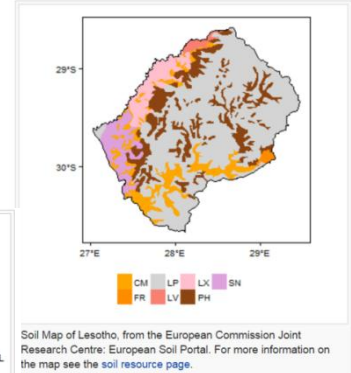 29°S
30°S
27°E 28°E 29°E
CM LP LX SN
FR LV PH
L
Soil Map of Lesotho, from the European Commission Joint
Research Centre: European Soil Portal. For more information on
the map see the soil resource page.